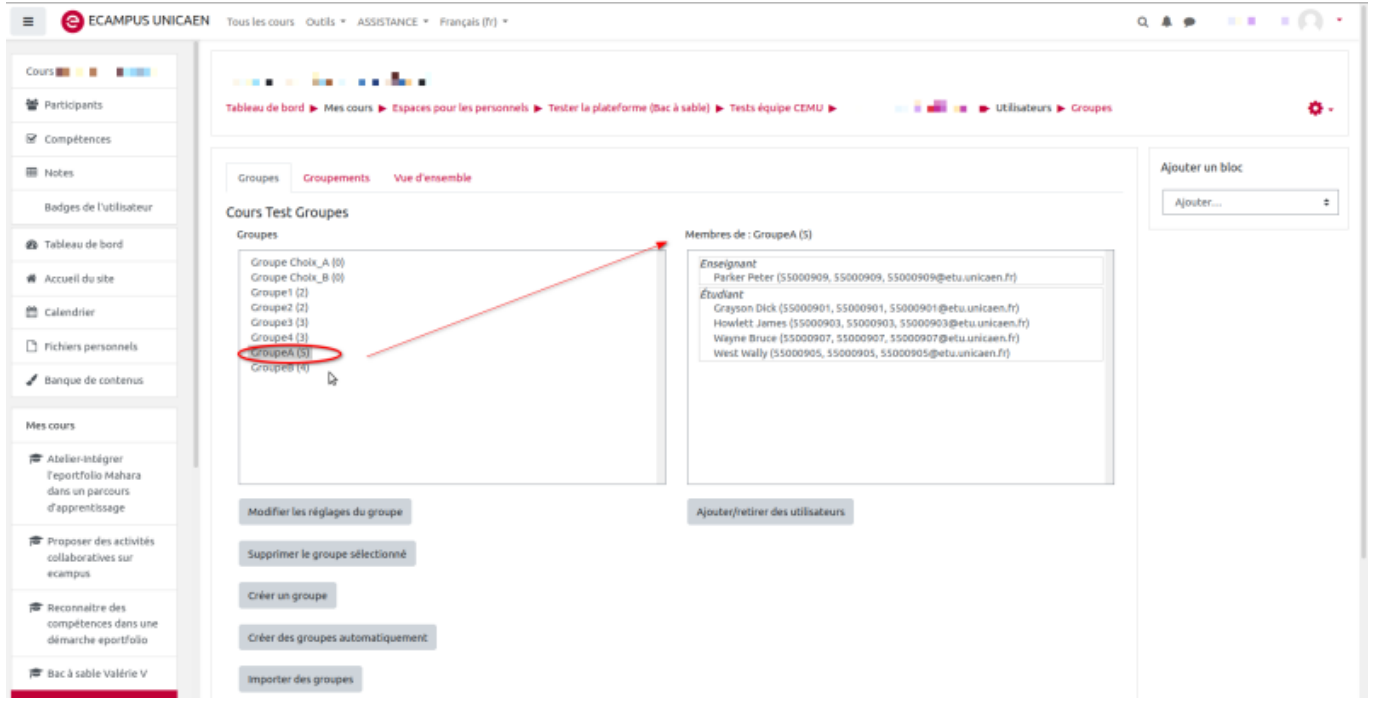 ECAMPUS UNICAEN Tous les cours Outils ASSISTANCE Français (fr)
Cours
Participants
Compétences
Notes
Badges de l'utilisateur
Tableau de bord
Accueil du site
Calendrier
Fichiers personnels
Banque de contenus
Mes cours
Atelier-Intégrer
l'eportfolio Mahara
dans un parcours
d'apprentissage
Proposer des activités
collaboratives sur
ecampus
Reconnaitre des
compétences dans une
démarche eportfolio
Bac à sable Valérie V
Tableau de bord ▶ Mes cours ▶ Espaces pour les personnels ▶ Tester la plateforme (Bac à sable) ▶ Tests équipe CEMU ▶ ▶ Utilisateurs ▶ Groupes
Groupes Groupements Vue d'ensemble
Cours Test Groupes
Groupes
Groupe Choix_A (0)
Groupe Choix_B (0)
Groupe1 (2)
Groupe2 (2)
Groupe3 (3)
Groupe4 (3)
GroupeA (5)
GroupeB (4)
Modifier les réglages du groupe
Supprimer le groupe sélectionné
Créer un groupe
Créer des groupes automatiquement
Importer des groupes
Membres de : GroupeA (5)
Enseignant
Parker Peter (55000909, 55000909, 55000909@etu.unicaen.fr)
Étudiant
Grayson Dick (55000901, 55000901, 55000901@etu.unicaen.fr)
Howlett James (55000903, 55000903, 55000903@etu.unicaen.fr)
Wayne Bruce (55000907, 55000907, 55000907@etu.unicaen.fr)
West Wally (55000905, 55000905, 55000905@etu.unicaen.fr)
Ajouter/retirer des utilisateurs
Ajouter un bloc
Ajouter...